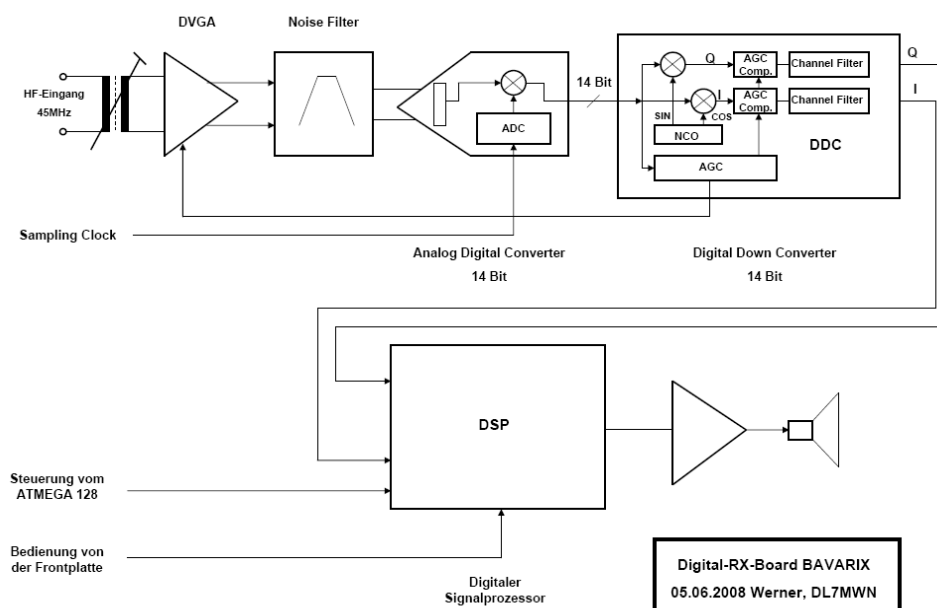 DVGA
Noise Filter
HF-Eingang
45MHz
ADC
14 Bit
Q
I
SIN
COS
NCO
AGC
Comp.
AGC
Comp.
Channel Filter
Channel Filter
AGC
DDC
Q
I
Sampling Clock
Analog Digital Converter
14 Bit
Digital Down Converter
14 Bit
DSP
Steuerung vom
ATMEGA 128
Bedienung von
der Frontplatte
Digitaler
Signalprozessor
Digital-RX-Board BAVARIX
05.06.2008 Werner, DL7MWN